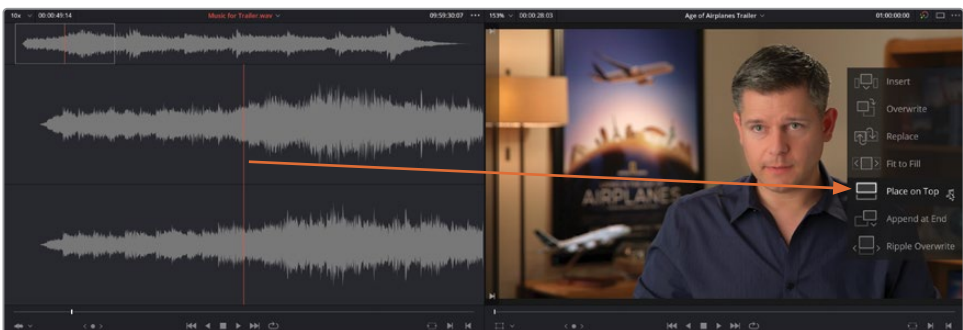 10x 00:00:49:14 Music for Trailer.wav 09:59:30:07
153% 00:00:28:03 Age of Airplanes Trailer 01:00:00:00
Insert
Overwrite
Replace
Fit to Fill
Place on Top
Append at End
Ripple Overwrite
AIRPLANES